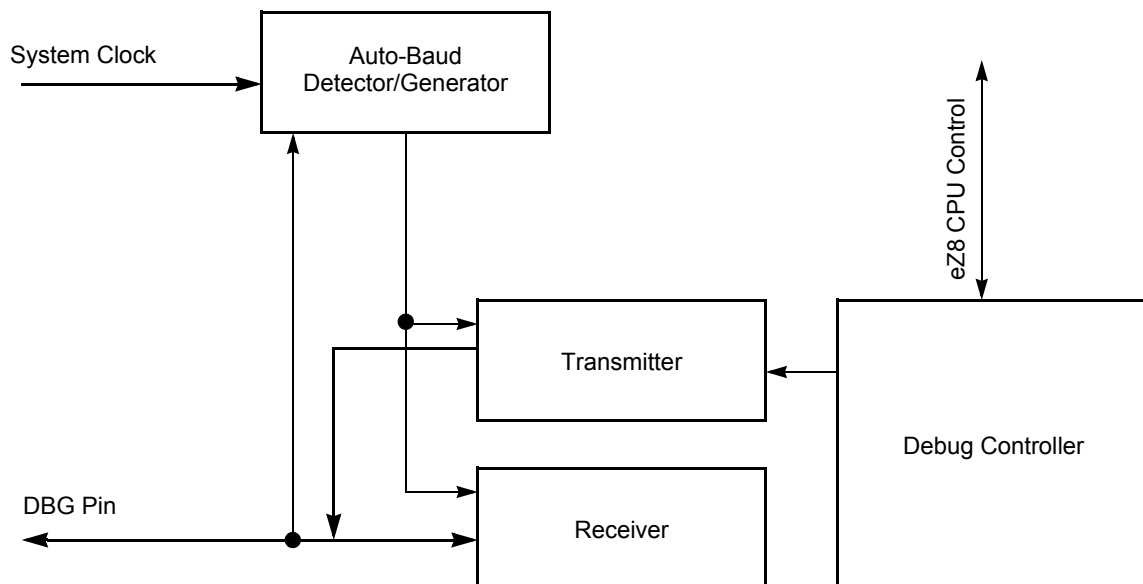 System Clock
Auto-Baud
Detector/Generator
eZ8 CPU Control
Transmitter
Debug Controller
DBG Pin
Receiver